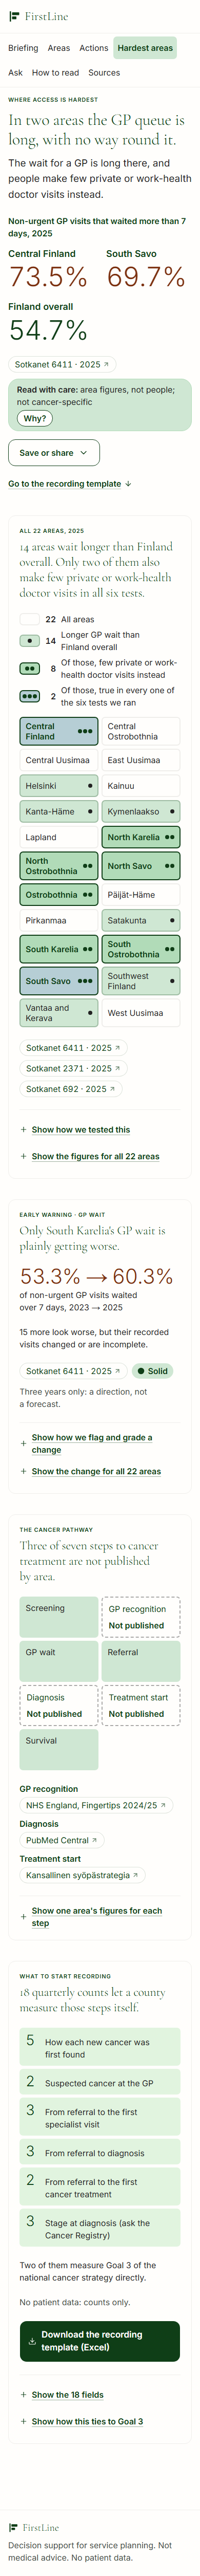 FirstLine
Briefing Areas Actions Hardest areas
Ask How to read Sources
WHERE ACCESS IS HARDEST
In two areas the GP queue is
long, with no way round it.
The wait for a GP is long there, and
people make few private or work-health
doctor visits instead.
Non-urgent GP visits that waited more than 7
days, 2025
Central Finland South Savo
73.5% 69.7%
Finland overall
54.7%
Sotkanet 6411 · 2025 ↗
Read with care: area figures, not people;
not cancer-specific
Why?
Save or share
Go to the recording template ↓
ALL 22 AREAS, 2025
14 areas wait longer than Finland
overall. Only two of them also
make few private or work-health
doctor visits in all six tests.
22 All areas
14 Longer GP wait than
Finland overall
8 Of those, few private or work-
health doctor visits instead
2 Of those, true in every one of
the six tests we ran
Central
Finland
Central
Ostrobothnia
Central Uusimaa East Uusimaa
Helsinki Kainuu
Kanta-Häme Kymenlaakso
Lapland North Karelia
North
Ostrobothnia
North Savo
Ostrobothnia Päijät-Häme
Pirkanmaa Satakunta
South Karelia South
Ostrobothnia
South Savo Southwest
Finland
Vantaa and
Kerava
West Uusimaa
Sotkanet 6411 · 2025 ↗
Sotkanet 2371 · 2025 ↗
Sotkanet 692 · 2025 ↗
+ Show how we tested this
+ Show the figures for all 22 areas
EARLY WARNING · GP WAIT
Only South Karelia's GP wait is
plainly getting worse.
53.3% → 60.3%
of non-urgent GP visits waited
over 7 days, 2023 → 2025
15 more look worse, but their recorded
visits changed or are incomplete.
Sotkanet 6411 · 2025 ↗ Solid
Three years only: a direction, not
a forecast.
+ Show how we flag and grade a
change
+ Show the change for all 22 areas
THE CANCER PATHWAY
Three of seven steps to cancer
treatment are not published
by area.
Screening
GP recognition
Not published
GP wait Referral
Diagnosis
Not published
Treatment start
Not published
Survival
GP recognition
NHS England, Fingertips 2024/25 ↗
Diagnosis
PubMed Central ↗
Treatment start
Kansallinen syöpästrategia ↗
+ Show one area's figures for each
step
WHAT TO START RECORDING
18 quarterly counts let a county
measure those steps itself.
5 How each new cancer was
first found
2 Suspected cancer at the GP
3 From referral to the first
specialist visit
3 From referral to diagnosis
2 From referral to the first
cancer treatment
3 Stage at diagnosis (ask the
Cancer Registry)
Two of them measure Goal 3 of the
national cancer strategy directly.
No patient data: counts only.
Download the recording
template (Excel)
+ Show the 18 fields
+ Show how this ties to Goal 3
FirstLine
Decision support for service planning. Not
medical advice. No patient data.